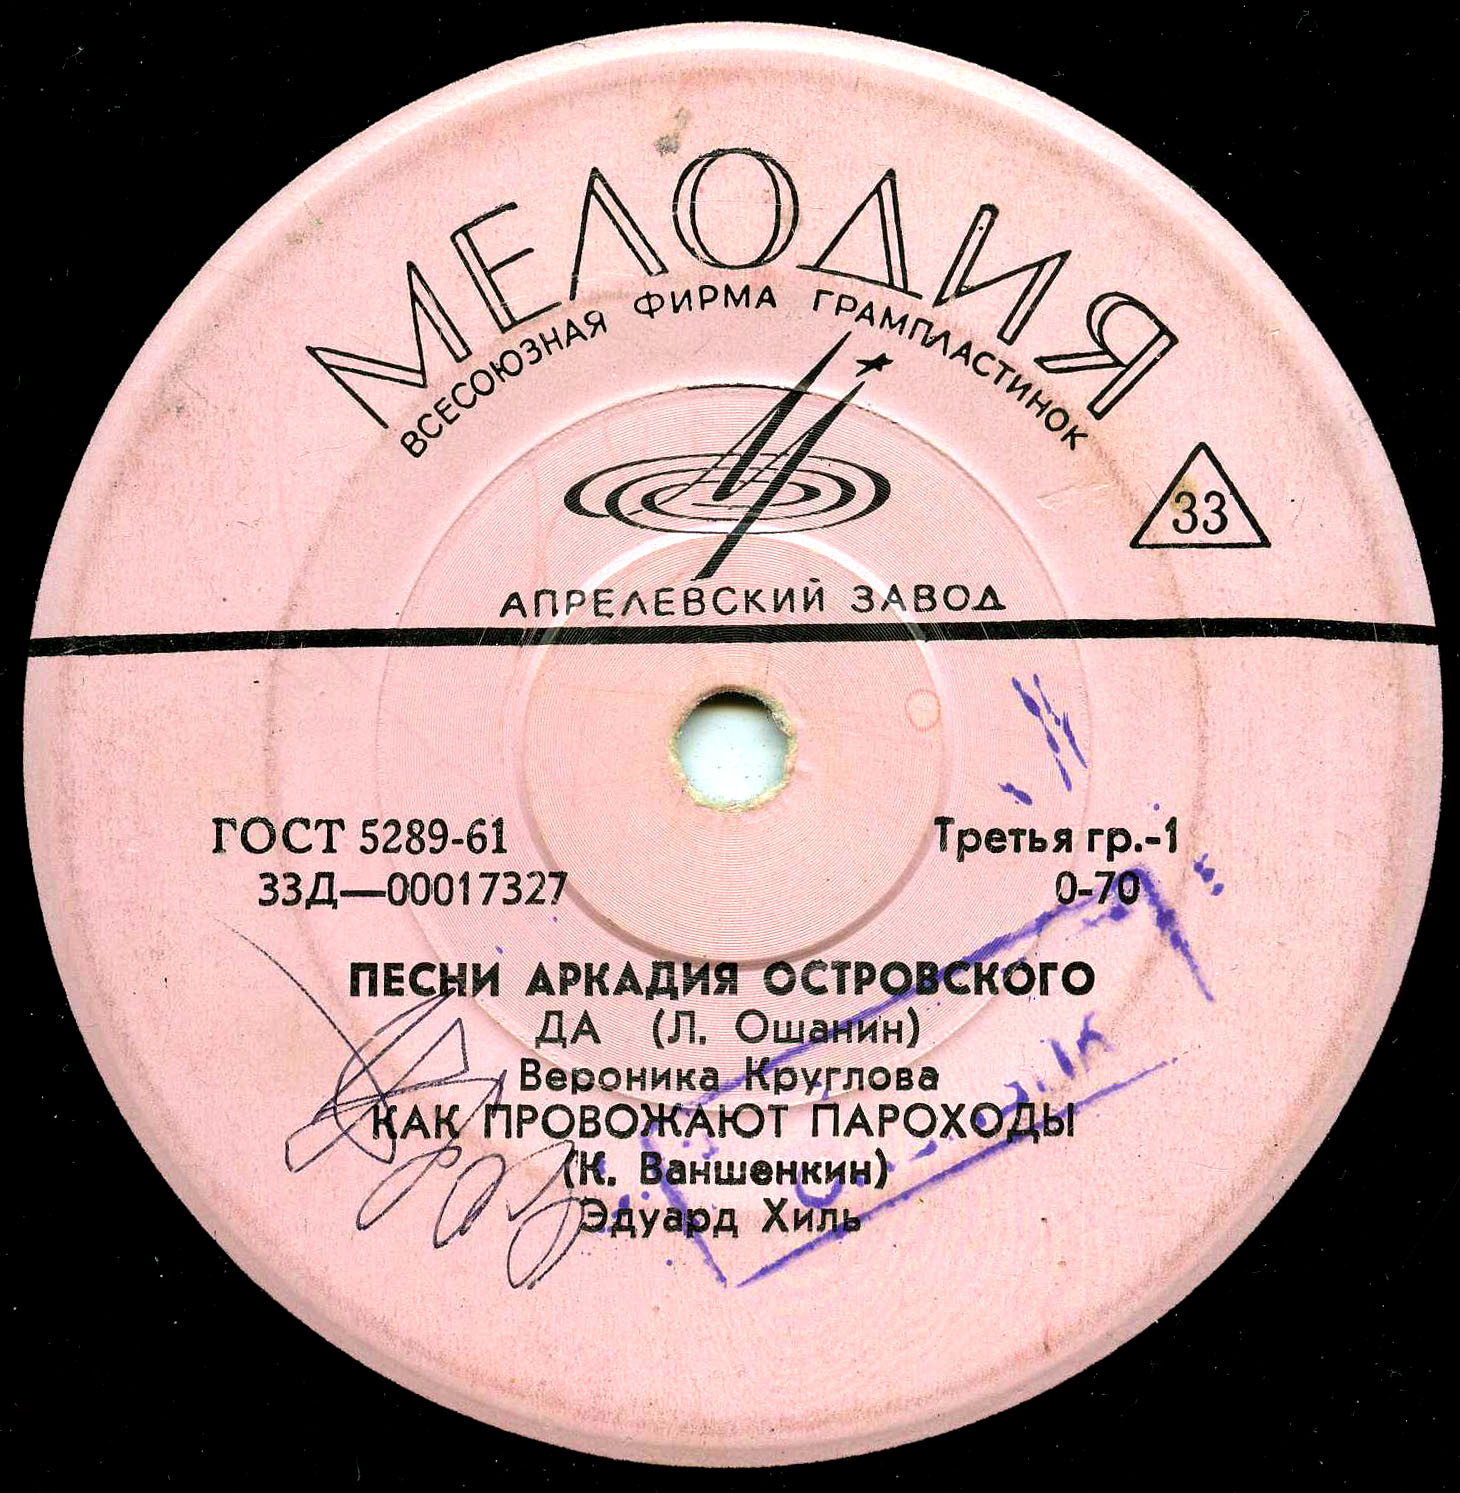 МЕЛОДИЯ
ВСЕСОЮЗНАЯ ФИРМА ГРАМПЛАСТИНОК
33
АПРЕЛЕВСКИЙ ЗАВОД
ГОСТ 5289-61
Третья гр.-1
33Д—00017327
0-70
ПЕСНИ АРКАДИЯ ОСТРОВСКОГО
ДА (Л. Ошанин)
Вероника Круглова
КАК ПРОВОЖАЮТ ПАРОХОДЫ
(К. Ваншенкин)
Эдуард Хиль